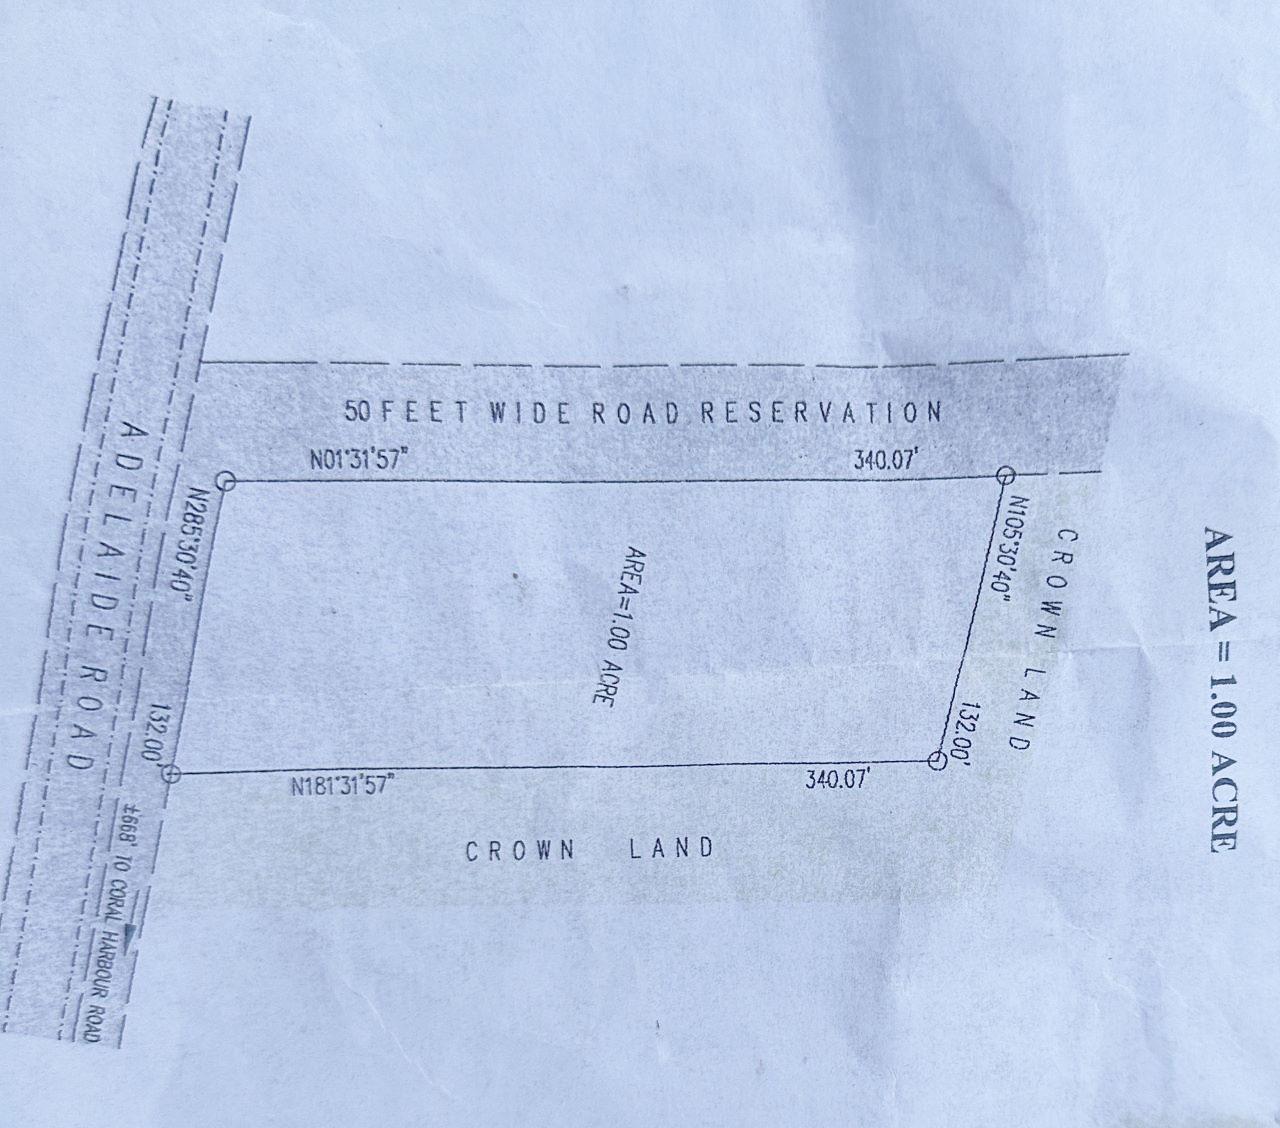 50 FEET WIDE ROAD RESERVATION
N01°31'57"
340.07'
N285°30'40"
132.00'
ADELAIDE ROAD
±668' TO CORAL HARBOUR ROAD
AREA=1.00 ACRE
N105°30'40"
132.00'
CROWN LAND
N181°31'57"
340.07'
CROWN LAND
AREA = 1.00 ACRE